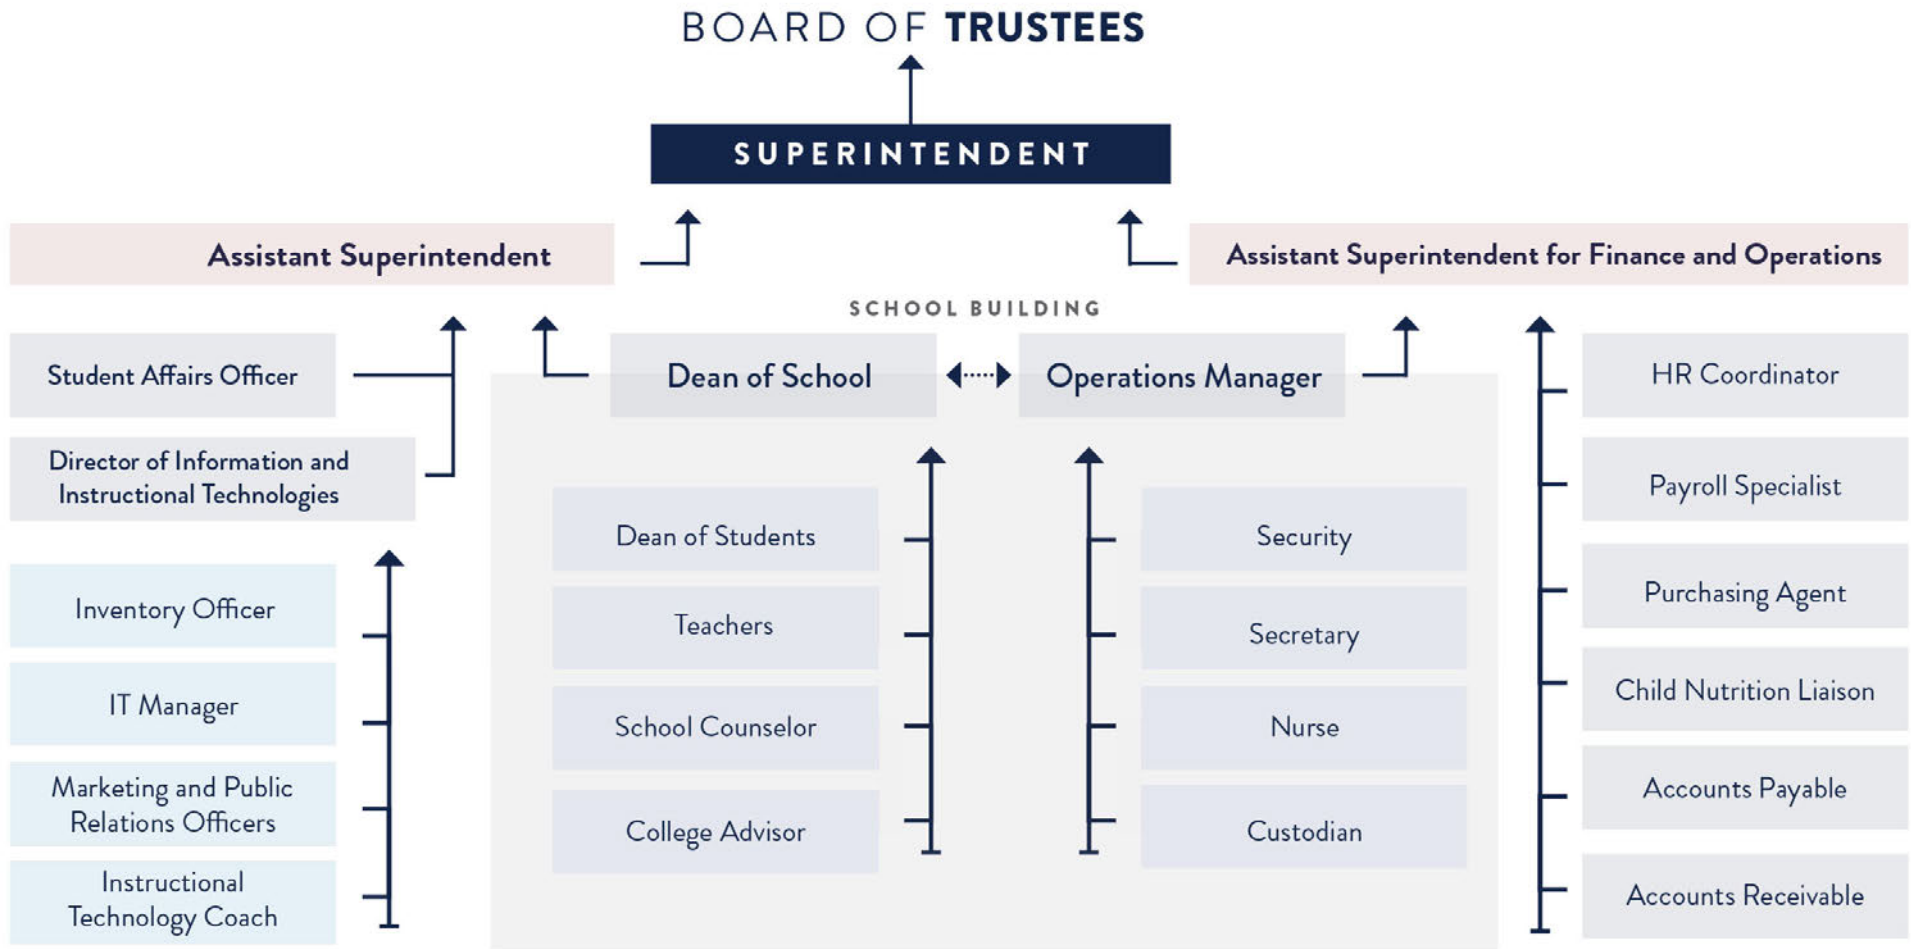 BOARD OF TRUSTEES
SUPERINTENDENT
Assistant Superintendent
Assistant Superintendent for Finance and Operations
SCHOOL BUILDING
Student Affairs Officer
Director of Information and
Instructional Technologies
Inventory Officer
IT Manager
Marketing and Public
Relations Officers
Instructional
Technology Coach
Dean of School
Dean of Students
Teachers
School Counselor
College Advisor
Operations Manager
Security
Secretary
Nurse
Custodian
HR Coordinator
Payroll Specialist
Purchasing Agent
Child Nutrition Liaison
Accounts Payable
Accounts Receivable